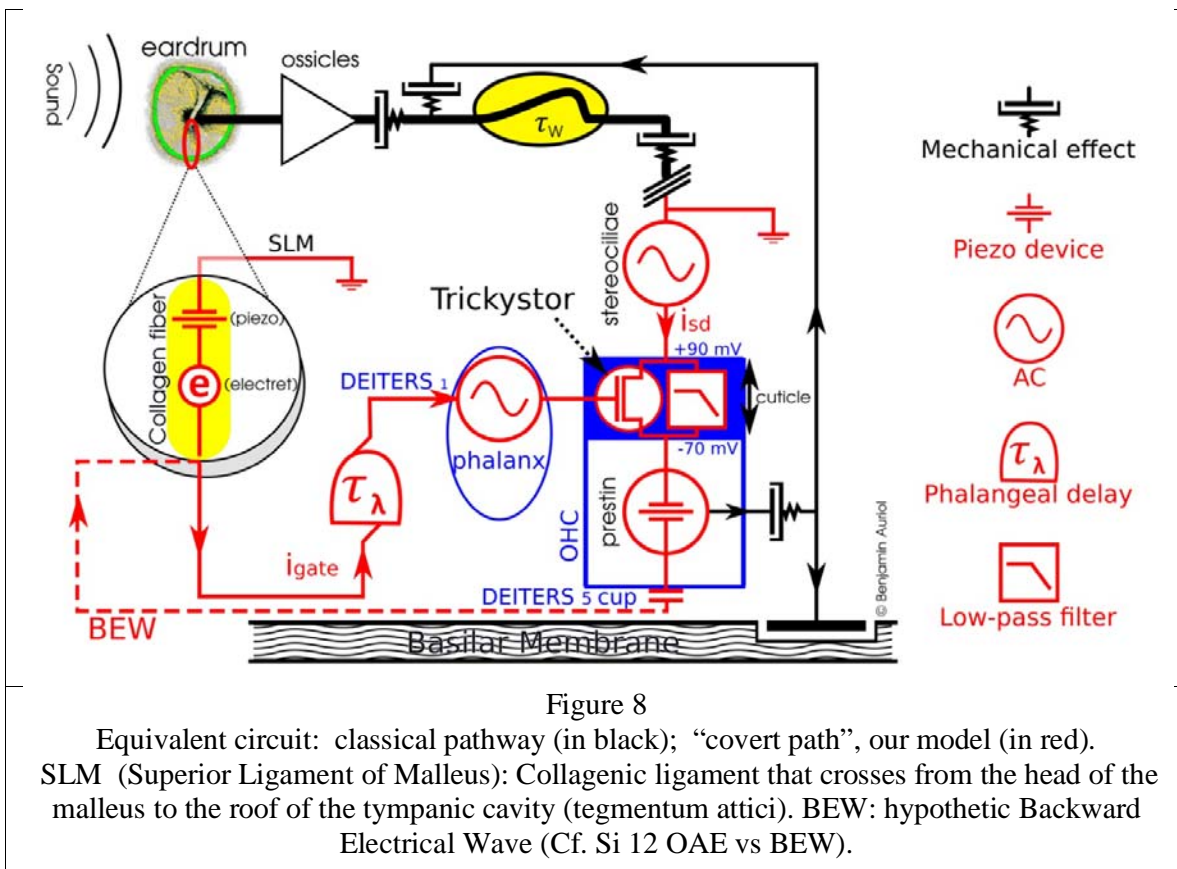 Sound
eardrum
ossicles
τw
Mechanical effect
SLM
Collagen fiber
(piezo)
e
(electret)
stereociliae
Piezo device
Trickystor
isd
+90 mV
cuticle
-70 mV
AC
DEITERS 1
phalanx
τλ
prestin
OHC
τλ
Phalangeal delay
igate
DEITERS 5 cup
BEW
Basilar Membrane
© Benjamin Auriol
Low-pass filter
Figure 8
Equivalent circuit: classical pathway (in black); “covert path”, our model (in red).
SLM (Superior Ligament of Malleus): Collagenic ligament that crosses from the head of the
malleus to the roof of the tympanic cavity (tegmentum attici). BEW: hypothetic Backward
Electrical Wave (Cf. Si 12 OAE vs BEW).